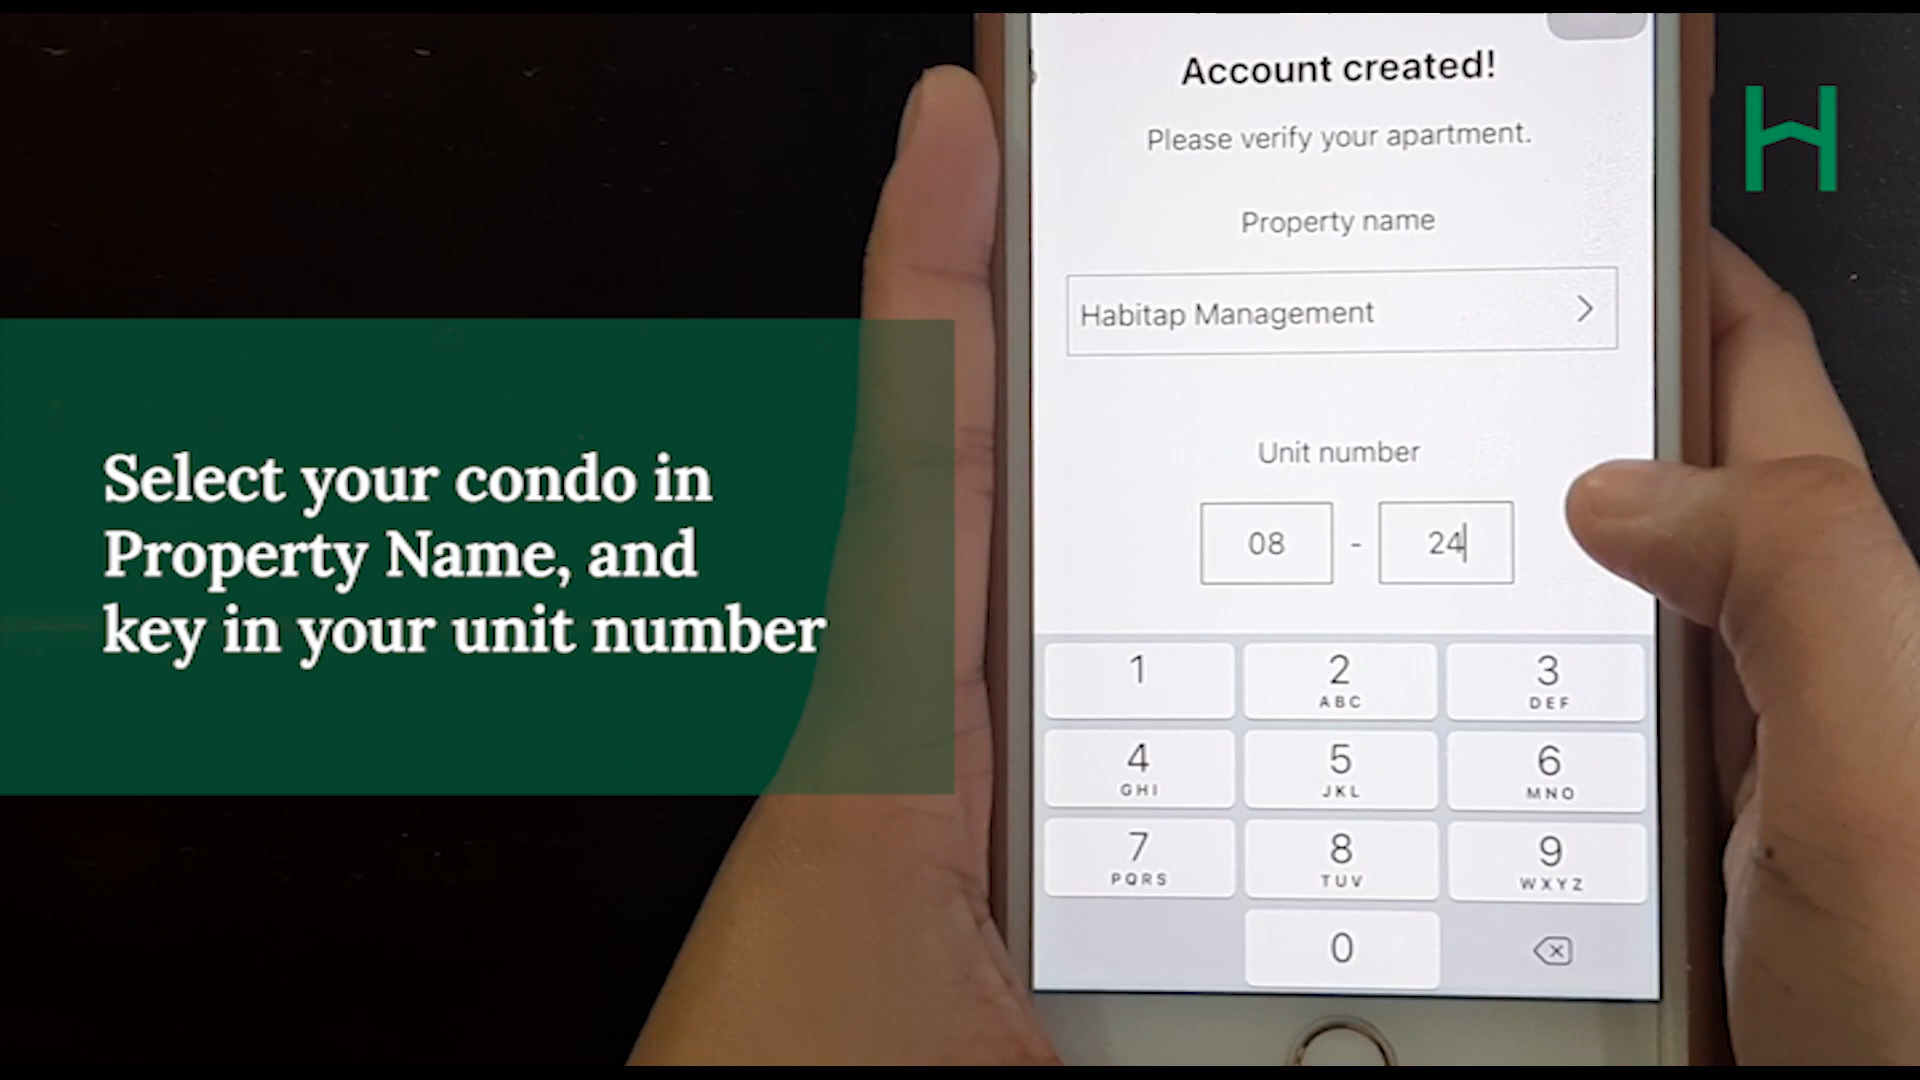 Select your condo in
Property Name, and
key in your unit number
Account created!
Please verify your apartment.
Property name
Habitap Management
Unit number
08 - 24
1 2 3
ABC DEF
4 5 6
GHI JKL MNO
7 8 9
PQRS TUV WXYZ
0
H